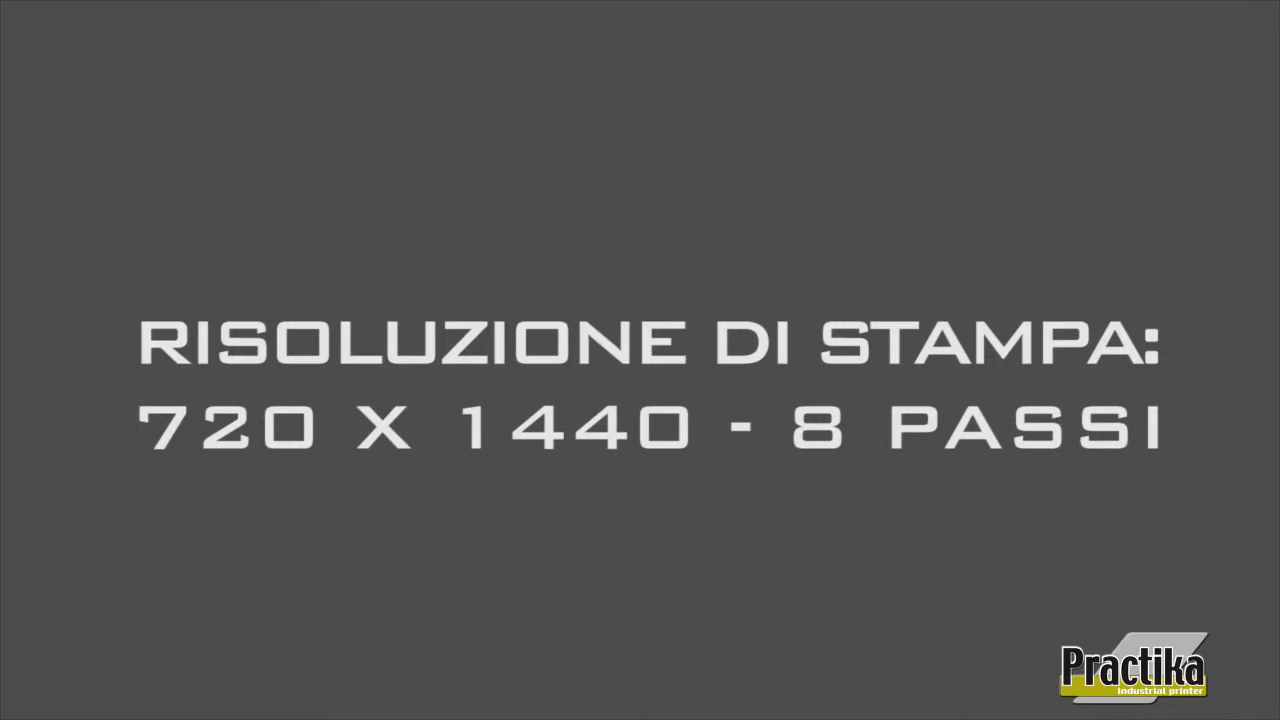 RISOLUZIONE DI STAMPA:
720 X 1440 - 8 PASSI
Practika
industrial printer